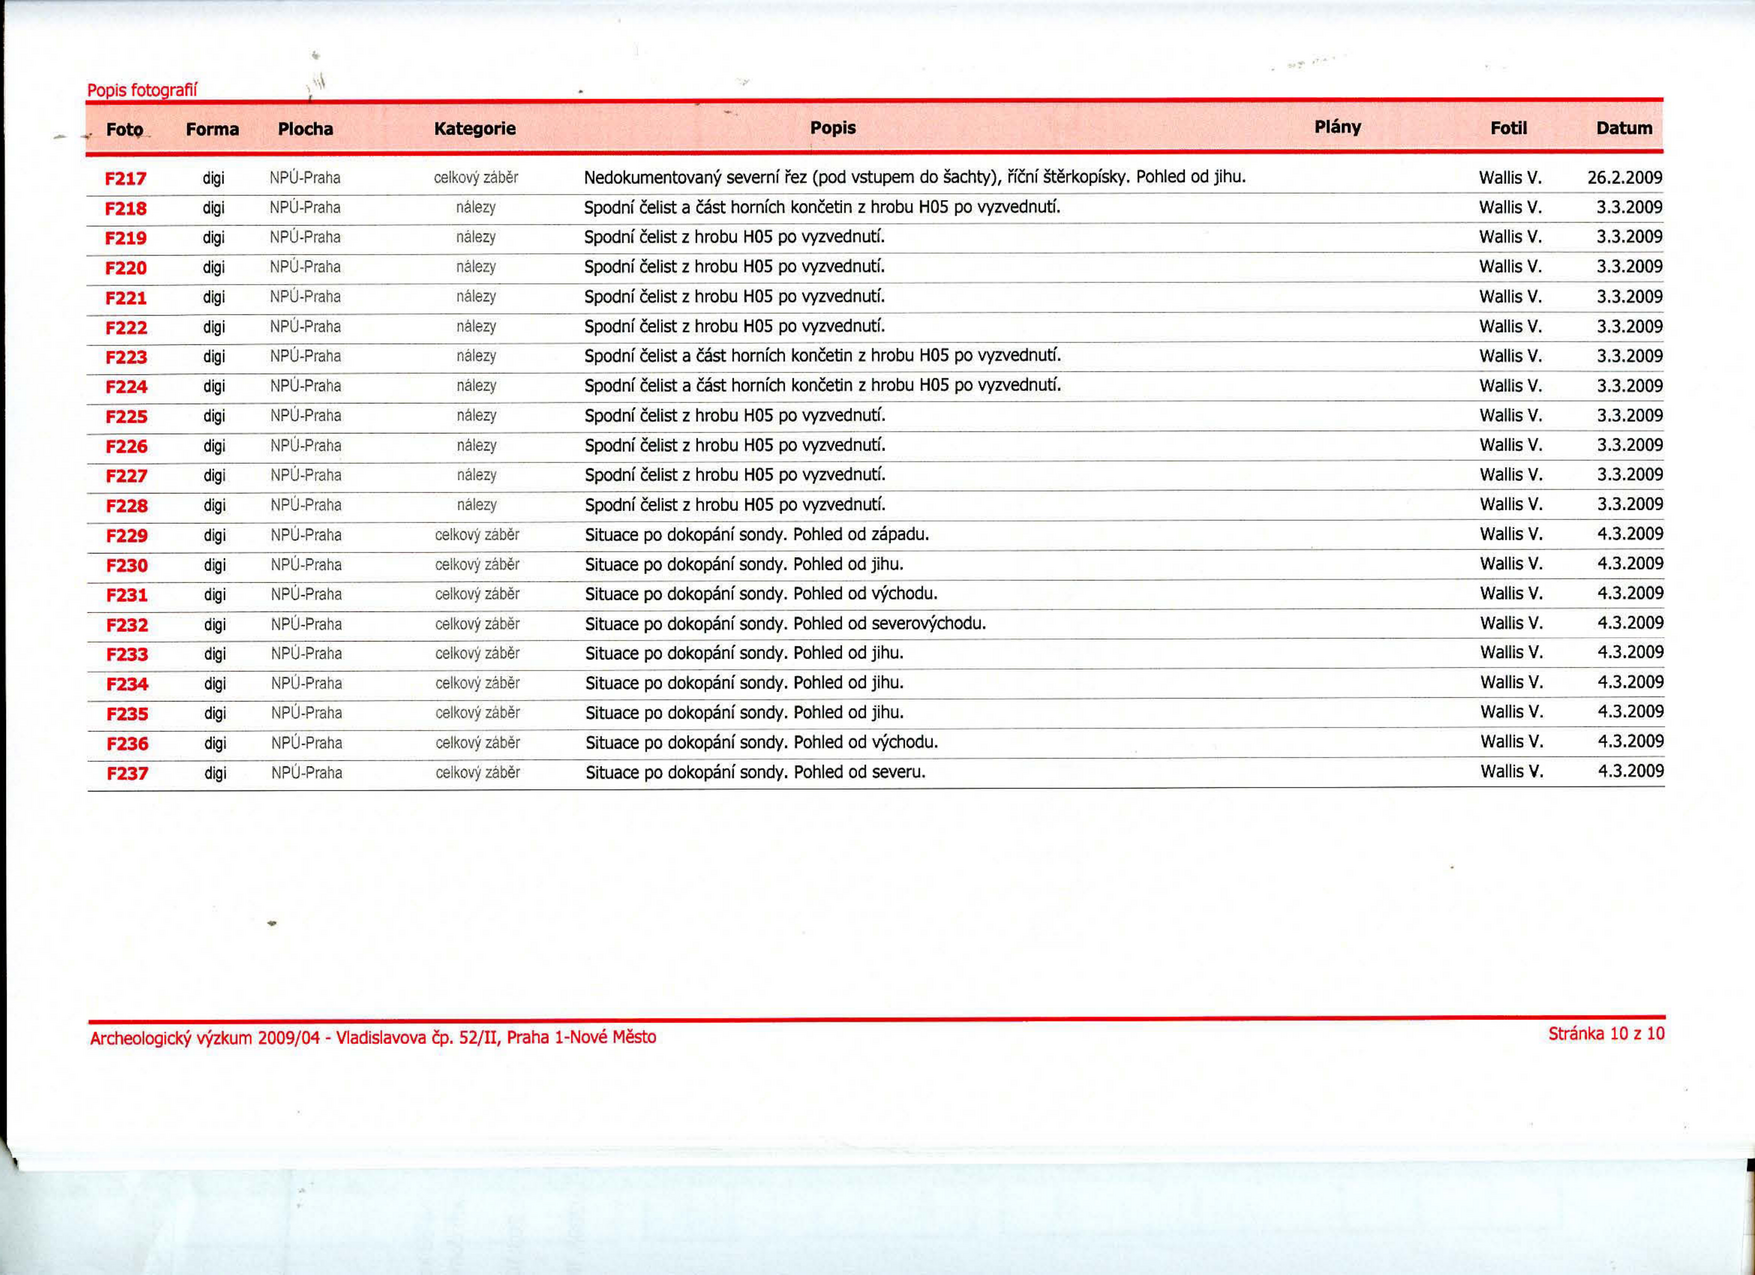 Popis fotografií
Foto Forma Plocha Kategorie Popis Plány Fotil Datum
F217 digi NPÚ-Praha celkový záběr Nedokumentovaný severní řez (pod vstupem do šachty), říční štěrkopísky. Pohled od jihu. Wallis V. 26.2.2009
F218 digi NPÚ-Praha nálezy Spodní čelist a část horních končetin z hrobu H05 po vyzvednutí. Wallis V. 3.3.2009
F219 digi NPÚ-Praha nálezy Spodní čelist z hrobu H05 po vyzvednutí. Wallis V. 3.3.2009
F220 digi NPÚ-Praha nálezy Spodní čelist z hrobu H05 po vyzvednutí. Wallis V. 3.3.2009
F221 digi NPÚ-Praha nálezy Spodní čelist z hrobu H05 po vyzvednutí. Wallis V. 3.3.2009
F222 digi NPÚ-Praha nálezy Spodní čelist z hrobu H05 po vyzvednutí. Wallis V. 3.3.2009
F223 digi NPÚ-Praha nálezy Spodní čelist a část horních končetin z hrobu H05 po vyzvednutí. Wallis V. 3.3.2009
F224 digi NPÚ-Praha nálezy Spodní čelist a část horních končetin z hrobu H05 po vyzvednutí. Wallis V. 3.3.2009
F225 digi NPÚ-Praha nálezy Spodní čelist z hrobu H05 po vyzvednutí. Wallis V. 3.3.2009
F226 digi NPÚ-Praha nálezy Spodní čelist z hrobu H05 po vyzvednutí. Wallis V. 3.3.2009
F227 digi NPÚ-Praha nálezy Spodní čelist z hrobu H05 po vyzvednutí. Wallis V. 3.3.2009
F228 digi NPÚ-Praha nálezy Spodní čelist z hrobu H05 po vyzvednutí. Wallis V. 3.3.2009
F229 digi NPÚ-Praha celkový záběr Situace po dokopání sondy. Pohled od západu. Wallis V. 4.3.2009
F230 digi NPÚ-Praha celkový záběr Situace po dokopání sondy. Pohled od jihu. Wallis V. 4.3.2009
F231 digi NPÚ-Praha celkový záběr Situace po dokopání sondy. Pohled od východu. Wallis V. 4.3.2009
F232 digi NPÚ-Praha celkový záběr Situace po dokopání sondy. Pohled od severovýchodu. Wallis V. 4.3.2009
F233 digi NPÚ-Praha celkový záběr Situace po dokopání sondy. Pohled od jihu. Wallis V. 4.3.2009
F234 digi NPÚ-Praha celkový záběr Situace po dokopání sondy. Pohled od jihu. Wallis V. 4.3.2009
F235 digi NPÚ-Praha celkový záběr Situace po dokopání sondy. Pohled od jihu. Wallis V. 4.3.2009
F236 digi NPÚ-Praha celkový záběr Situace po dokopání sondy. Pohled od východu. Wallis V. 4.3.2009
F237 digi NPÚ-Praha celkový záběr Situace po dokopání sondy. Pohled od severu. Wallis V. 4.3.2009
Archeologický výzkum 2009/04 - Vladislavova čp. 52/II, Praha 1-Nové Město Stránka 10 z 10